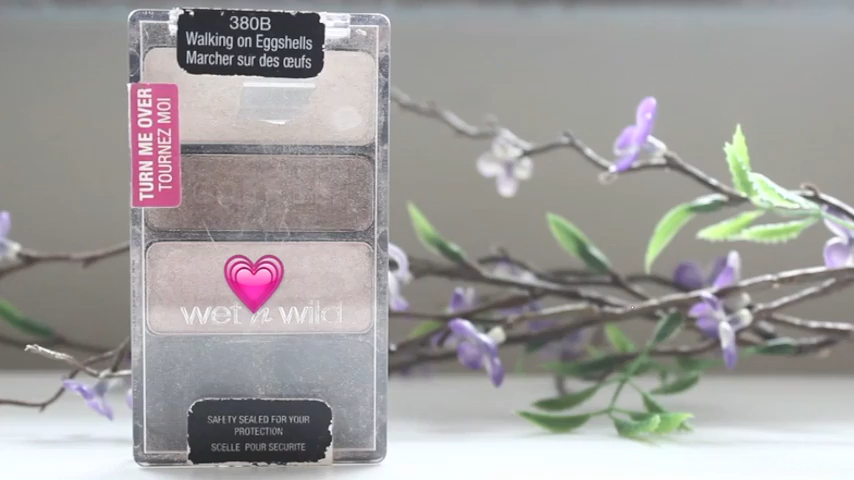 380B
Walking on Eggshells
Marcher sur des œufs
TURN ME OVER
TOURNEZ MOI
wet n wild
SAFETY SEALED FOR YOUR
PROTECTION
SCELLE POUR SECURITE